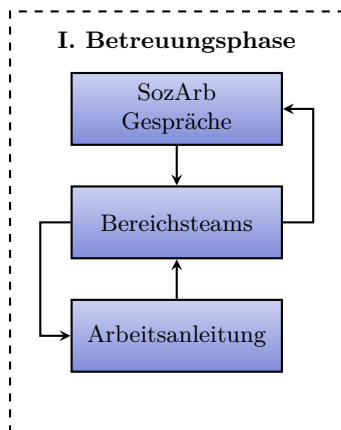 I. Betreuungsphase
SozArb
Gespräche
Bereichsteams
Arbeitsanleitung